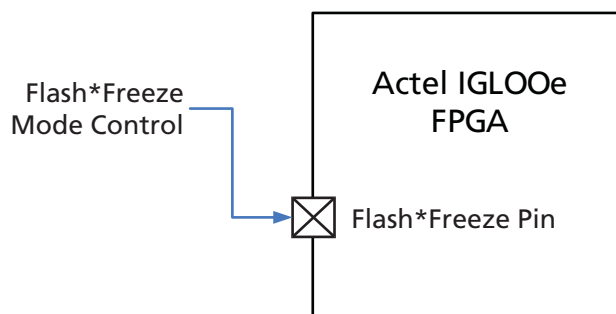 Flash*Freeze
Mode Control
Actel IGLOOe
FPGA
Flash*Freeze Pin